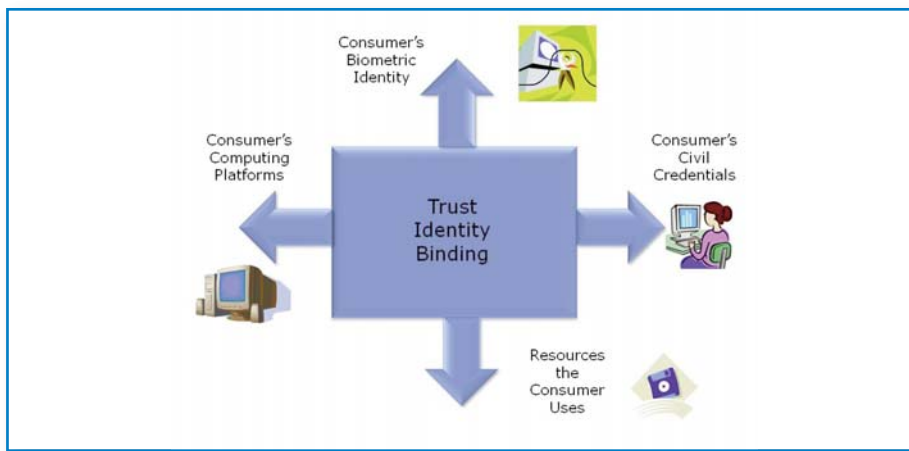 Consumer's
Biometric
Identity
Consumer's
Computing
Platforms
Consumer's
Civil
Credentials
Trust
Identity
Binding
Resources
the
Consumer
Uses